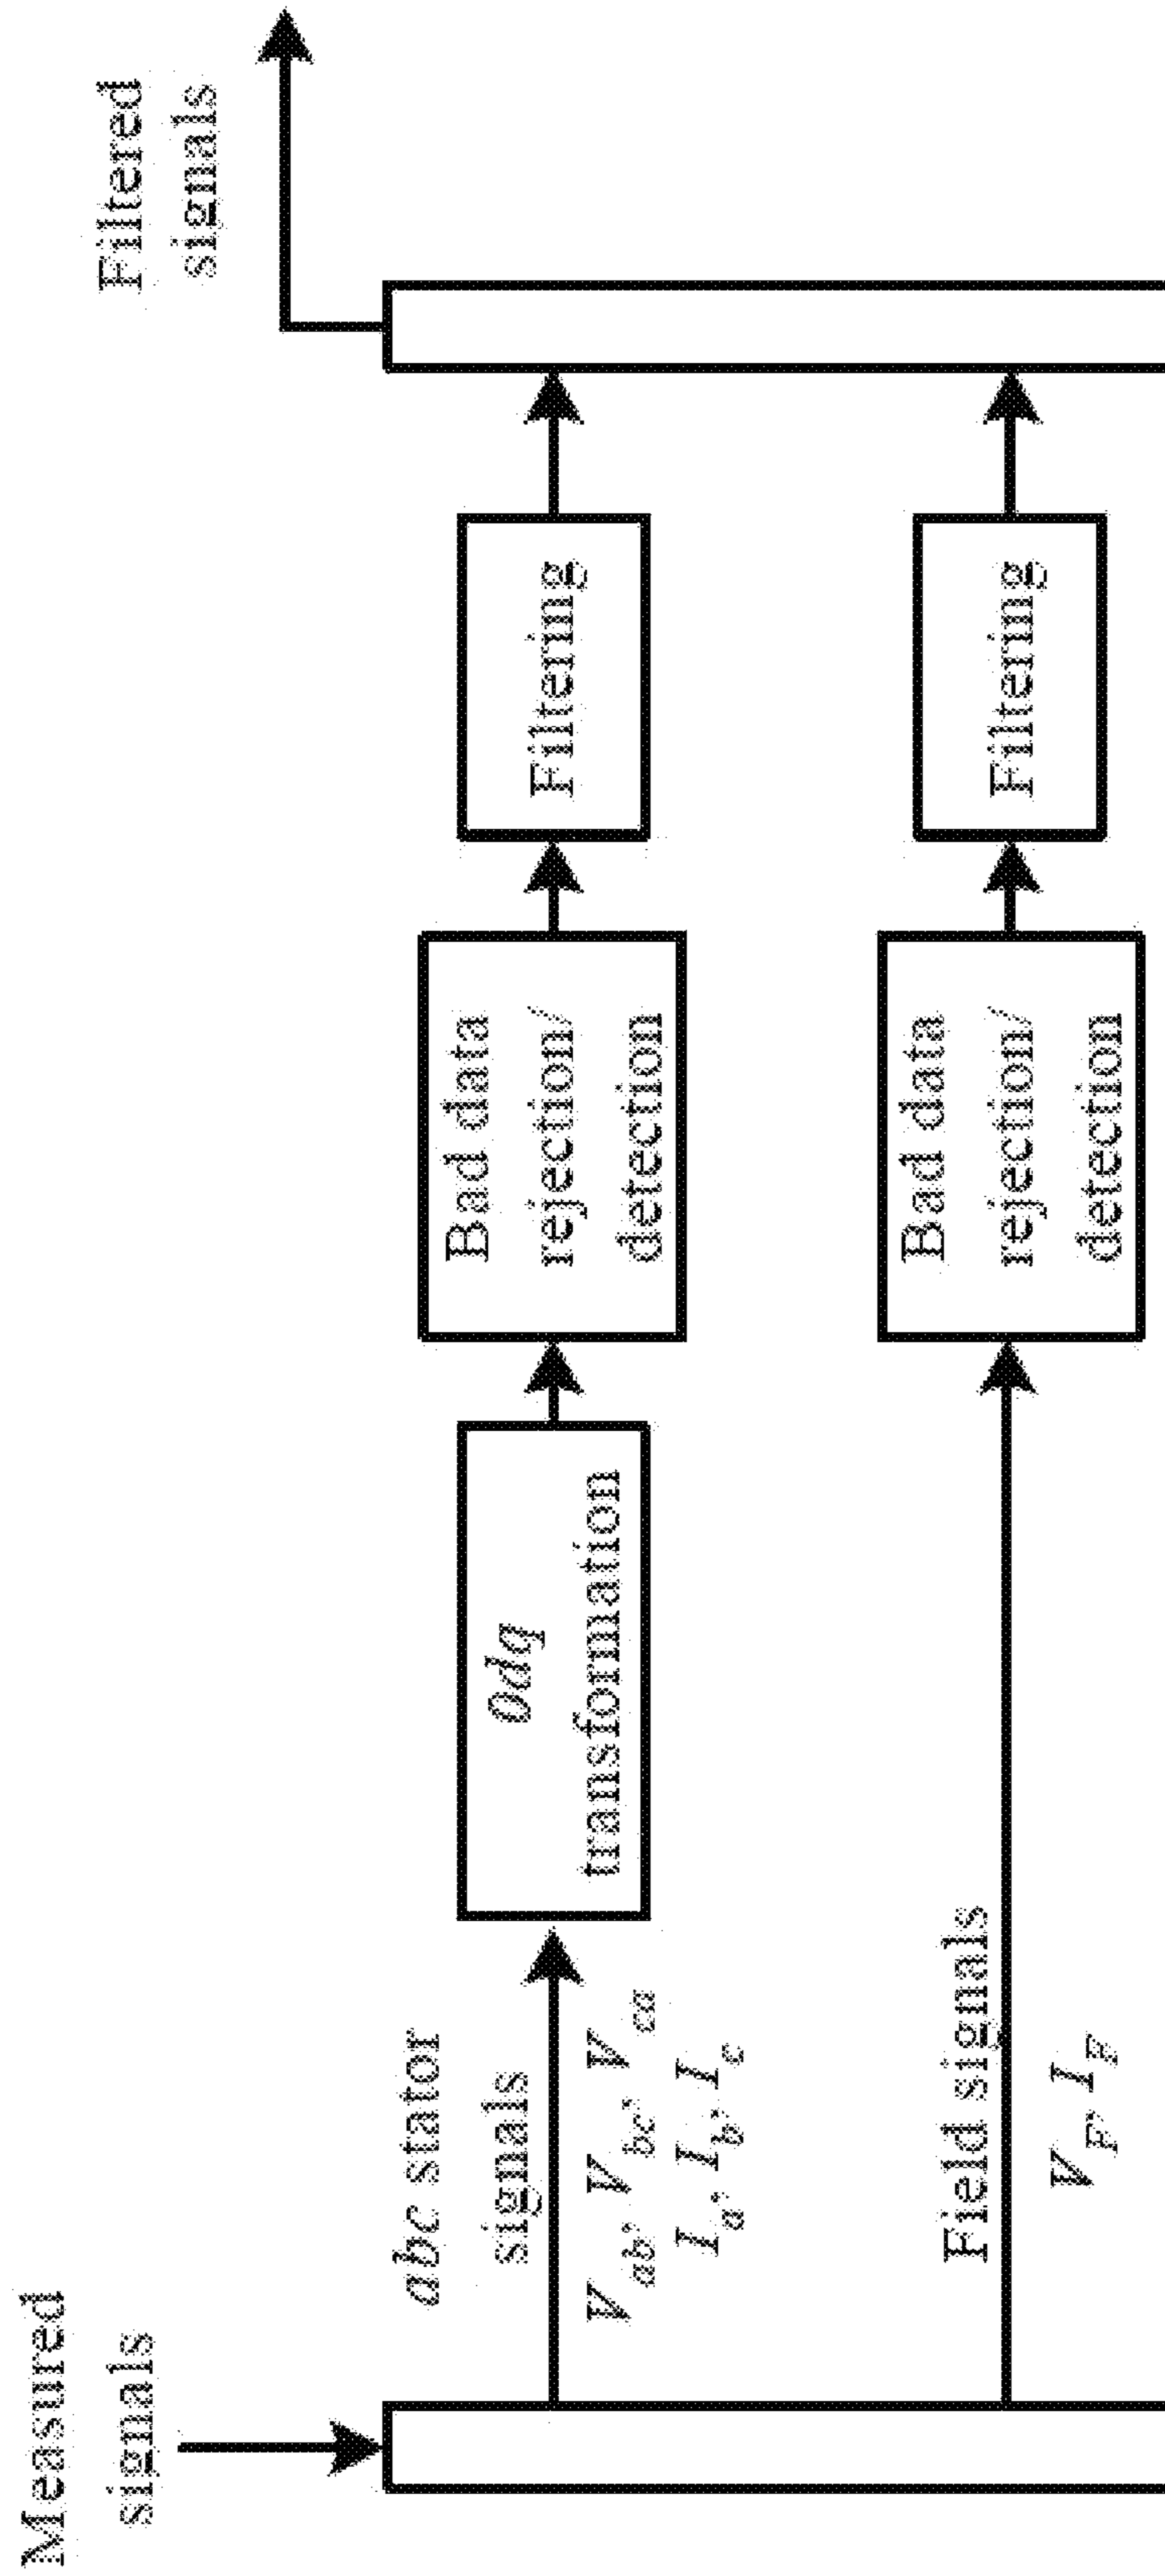 Measured
signals
abc stator
signals
V_ab, V_bc, V_ca
I_a, I_b, I_c
0dq
transformation
Bad data
rejection/
detection
Filtering
Filtered
signals
Field signals
V_F, I_F
Bad data
rejection/
detection
Filtering